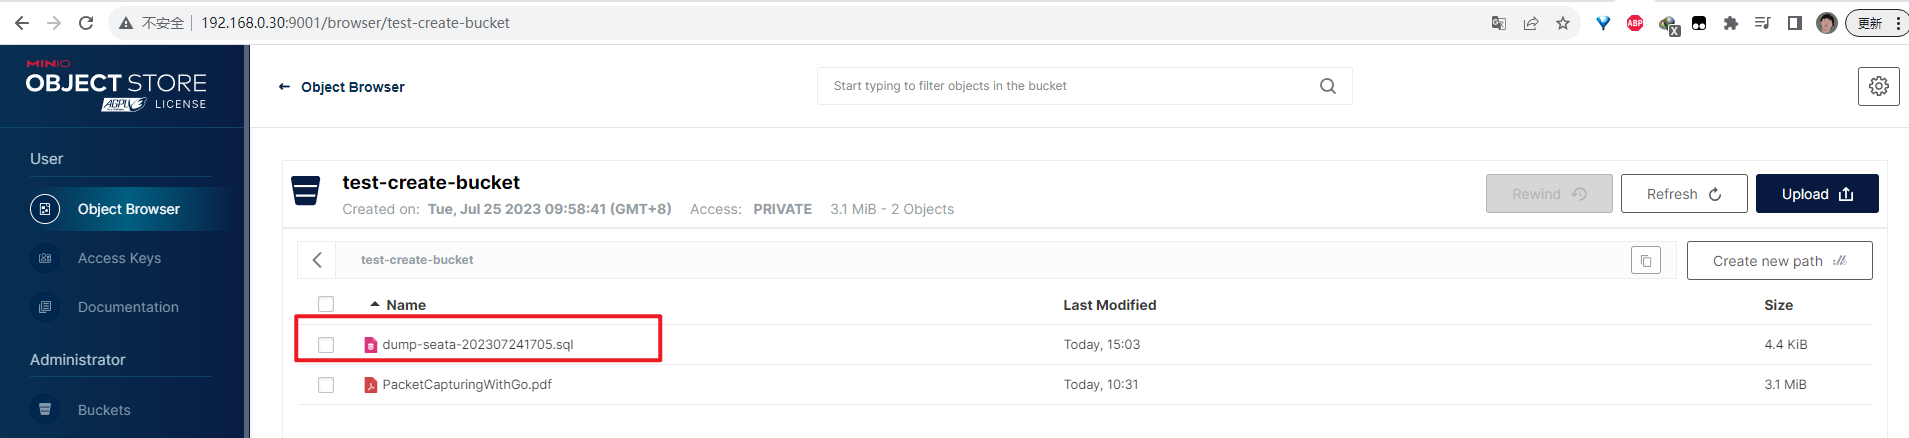 不安全 192.168.0.30:9001/browser/test-create-bucket ABP X 更新
MINIO
OBJECT STORE
AGPLv3 LICENSE
← Object Browser
Start typing to filter objects in the bucket
User
Object Browser
Access Keys
Documentation
Administrator
Buckets
test-create-bucket
Created on: Tue, Jul 25 2023 09:58:41 (GMT+8) Access: PRIVATE 3.1 MiB - 2 Objects
Rewind Refresh Upload
test-create-bucket
Create new path
Name Last Modified Size
dump-seata-202307241705.sql Today, 15:03 4.4 KiB
PacketCapturingWithGo.pdf Today, 10:31 3.1 MiB